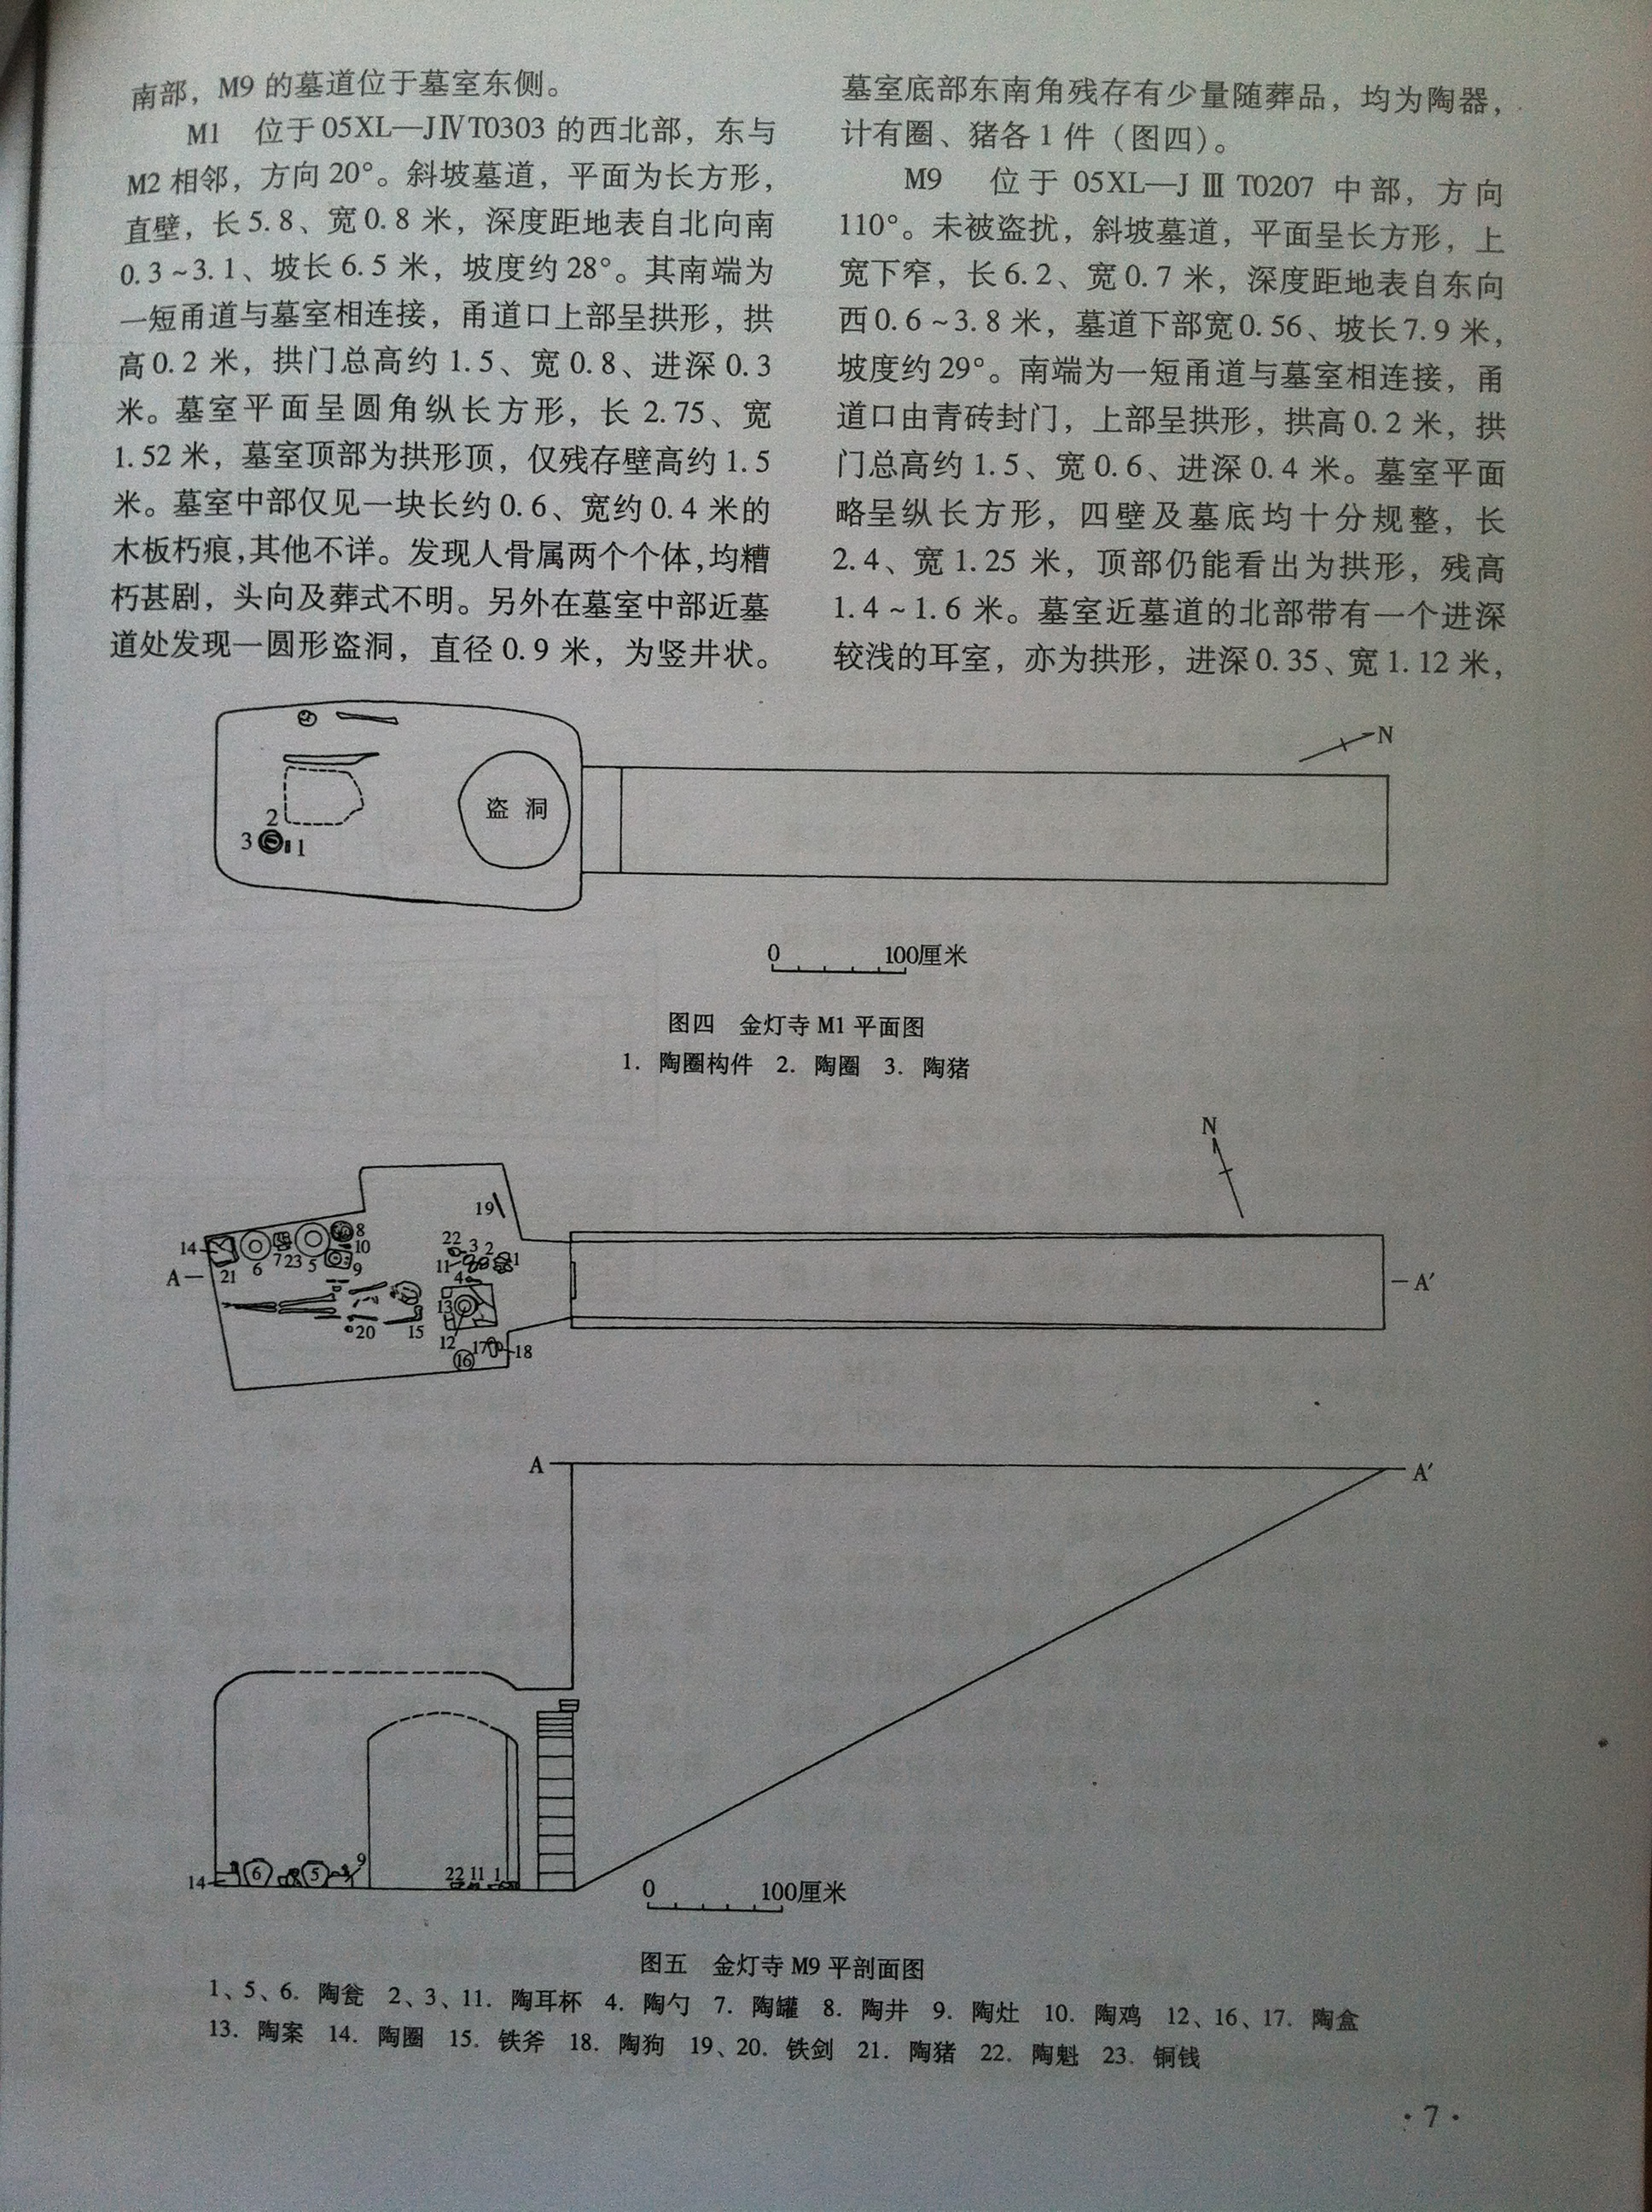 南部，M9 的墓道位于墓室东侧。
M1 位于05XL—JⅣT0303 的西北部，东与
M2 相邻，方向20°。斜坡墓道，平面为长方形，
直壁，长5.8、宽0.8 米，深度距地表自北向南
0.3~3.1、坡长6.5 米，坡度约28°。其南端为
一短甬道与墓室相连接，甬道口上部呈拱形，拱
高0.2 米，拱门总高约1.5、宽0.8、进深0.3
米。墓室平面呈圆角纵长方形，长2.75、宽
1.52 米，墓室顶部为拱形顶，仅残存壁高约1.5
米。墓室中部仅见一块长约0.6、宽约0.4 米的
木板朽痕，其他不详。发现人骨属两个个体，均糟
朽甚剧，头向及葬式不明。另外在墓室中部近墓
道处发现一圆形盗洞，直径0.9 米，为竖井状。
墓室底部东南角残存有少量随葬品，均为陶器，
计有圈、猪各1 件（图四）。
M9 位于 05XL—JⅢT0207 中部，方向
110°。未被盗扰，斜坡墓道，平面呈长方形，上
宽下窄，长6.2、宽0.7 米，深度距地表自东向
西0.6~3.8 米，墓道下部宽0.56、坡长7.9 米，
坡度约29°。南端为一短甬道与墓室相连接，甬
道口由青砖封门，上部呈拱形，拱高0.2 米，拱
门总高约1.5、宽0.6、进深0.4 米。墓室平面
略呈纵长方形，四壁及墓底均十分规整，长
2.4、宽1.25 米，顶部仍能看出为拱形，残高
1.4~1.6 米。墓室近墓道的北部带有一个进深
较浅的耳室，亦为拱形，进深0.35、宽1.12 米，
N
盗 洞
2
3
1
0 100厘米
图四 金灯寺 M1 平面图
1. 陶圈构件 2. 陶圈 3. 陶猪
N
19
14
8
22 3 2
10
1
7 23 5
11
21
6
9
A
4
A′
13
20
15
12
17
18
16
A
A′
14
6
5
9
22 11 1
0 100厘米
图五 金灯寺 M9 平剖面图
1、5、6. 陶瓮 2、3、11. 陶耳杯 4. 陶勺 7. 陶罐 8. 陶井 9. 陶灶 10. 陶鸡 12、16、17. 陶盒
13. 陶案 14. 陶圈 15. 铁斧 18. 陶狗 19、20. 铁剑 21. 陶猪 22. 陶魁 23. 铜钱
·7·